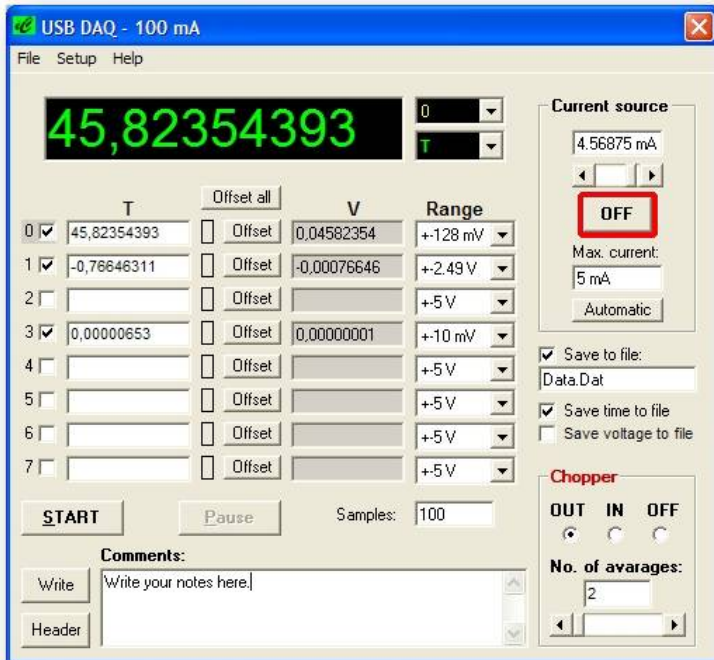 USB DAQ - 100 mA
File Setup Help
45,82354393
0
T
Offset all
T V Range
0 45,82354393 Offset 0,04582354 +-128 mV
1 -0,76646311 Offset -0,00076646 +-2.49 V
2 Offset +-5 V
3 0,00000653 Offset 0,00000001 +-10 mV
4 Offset +-5 V
5 Offset +-5 V
6 Offset +-5 V
7 Offset +-5 V
START Pause Samples: 100
Comments:
Write
Header
Write your notes here.
Current source
4.56875 mA
OFF
Max. current:
5 mA
Automatic
Save to file:
Data.Dat
Save time to file
Save voltage to file
Chopper
OUT IN OFF
No. of avarages:
2